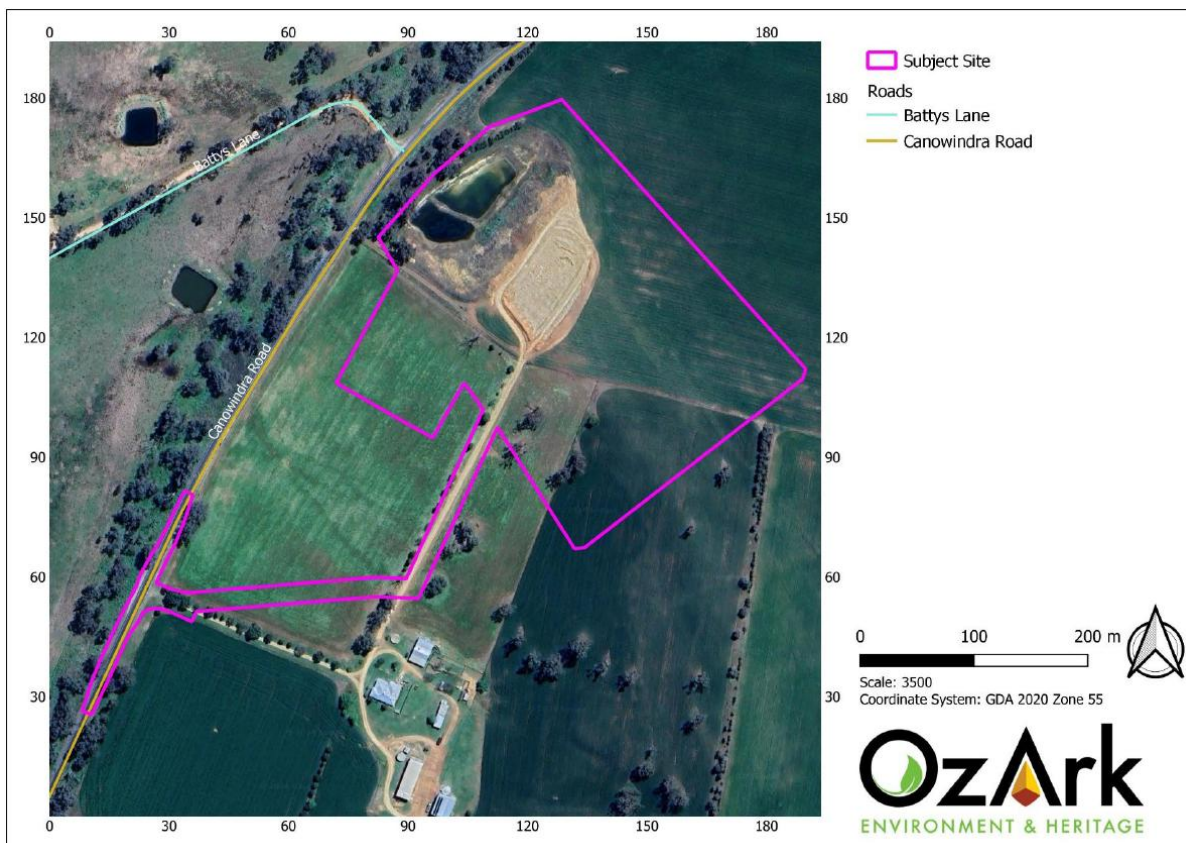 0 30 60 90 120 150 180
180 180
150 150
120 120
90 90
60 60
30 30
0 30 60 90 120 150 180
Battys Lane
Canowindra Road
Subject Site
Roads
Battys Lane
Canowindra Road
0 100 200 m
Scale: 3500
Coordinate System: GDA 2020 Zone 55
OzArk
ENVIRONMENT & HERITAGE